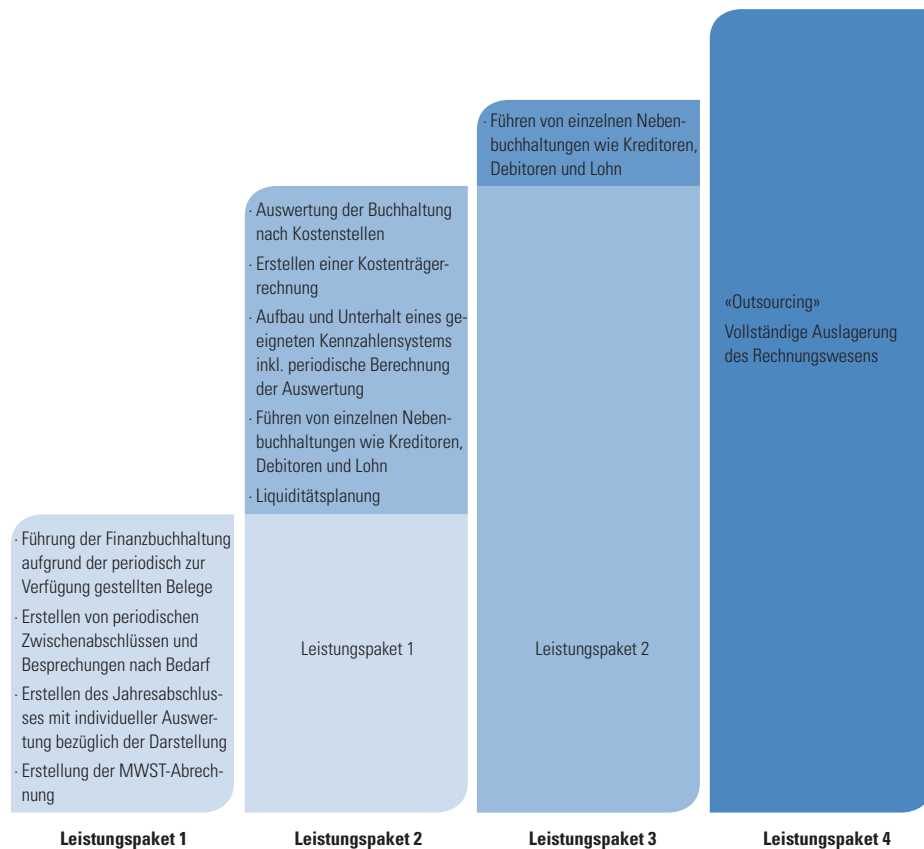 · Führung der Finanzbuchhaltung
aufgrund der periodisch zur
Verfügung gestellten Belege
· Erstellen von periodischen
Zwischenabschlüssen und
Besprechungen nach Bedarf
· Erstellen des Jahresabschlus-
ses mit individueller Auswer-
tung bezüglich der Darstellung
· Erstellung der MWST-Abrech-
nung
Leistungspaket 1
· Auswertung der Buchhaltung
nach Kostenstellen
· Erstellen einer Kostenträger-
rechnung
· Aufbau und Unterhalt eines ge-
eigneten Kennzahlensystems
inkl. periodische Berechnung
der Auswertung
· Führen von einzelnen Neben-
buchhaltungen wie Kreditoren,
Debitoren und Lohn
· Liquiditätsplanung
Leistungspaket 1
Leistungspaket 2
· Führen von einzelnen Neben-
buchhaltungen wie Kreditoren,
Debitoren und Lohn
Leistungspaket 2
Leistungspaket 3
«Outsourcing»
Vollständige Auslagerung
des Rechnungswesens
Leistungspaket 4